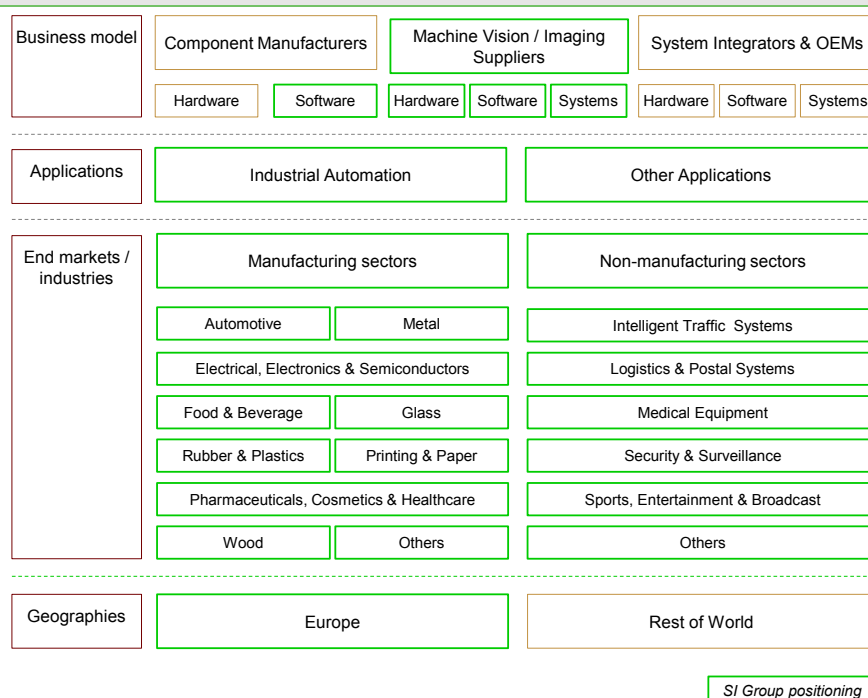 Business model
Component Manufacturers
Machine Vision / Imaging
Suppliers
System Integrators & OEMs
Hardware
Software
Hardware
Software
Systems
Hardware
Software
Systems
Applications
Industrial Automation
Other Applications
End markets /
industries
Manufacturing sectors
Non-manufacturing sectors
Automotive
Metal
Intelligent Traffic Systems
Electrical, Electronics & Semiconductors
Logistics & Postal Systems
Food & Beverage
Glass
Medical Equipment
Rubber & Plastics
Printing & Paper
Security & Surveillance
Pharmaceuticals, Cosmetics & Healthcare
Sports, Entertainment & Broadcast
Wood
Others
Others
Geographies
Europe
Rest of World
SI Group positioning